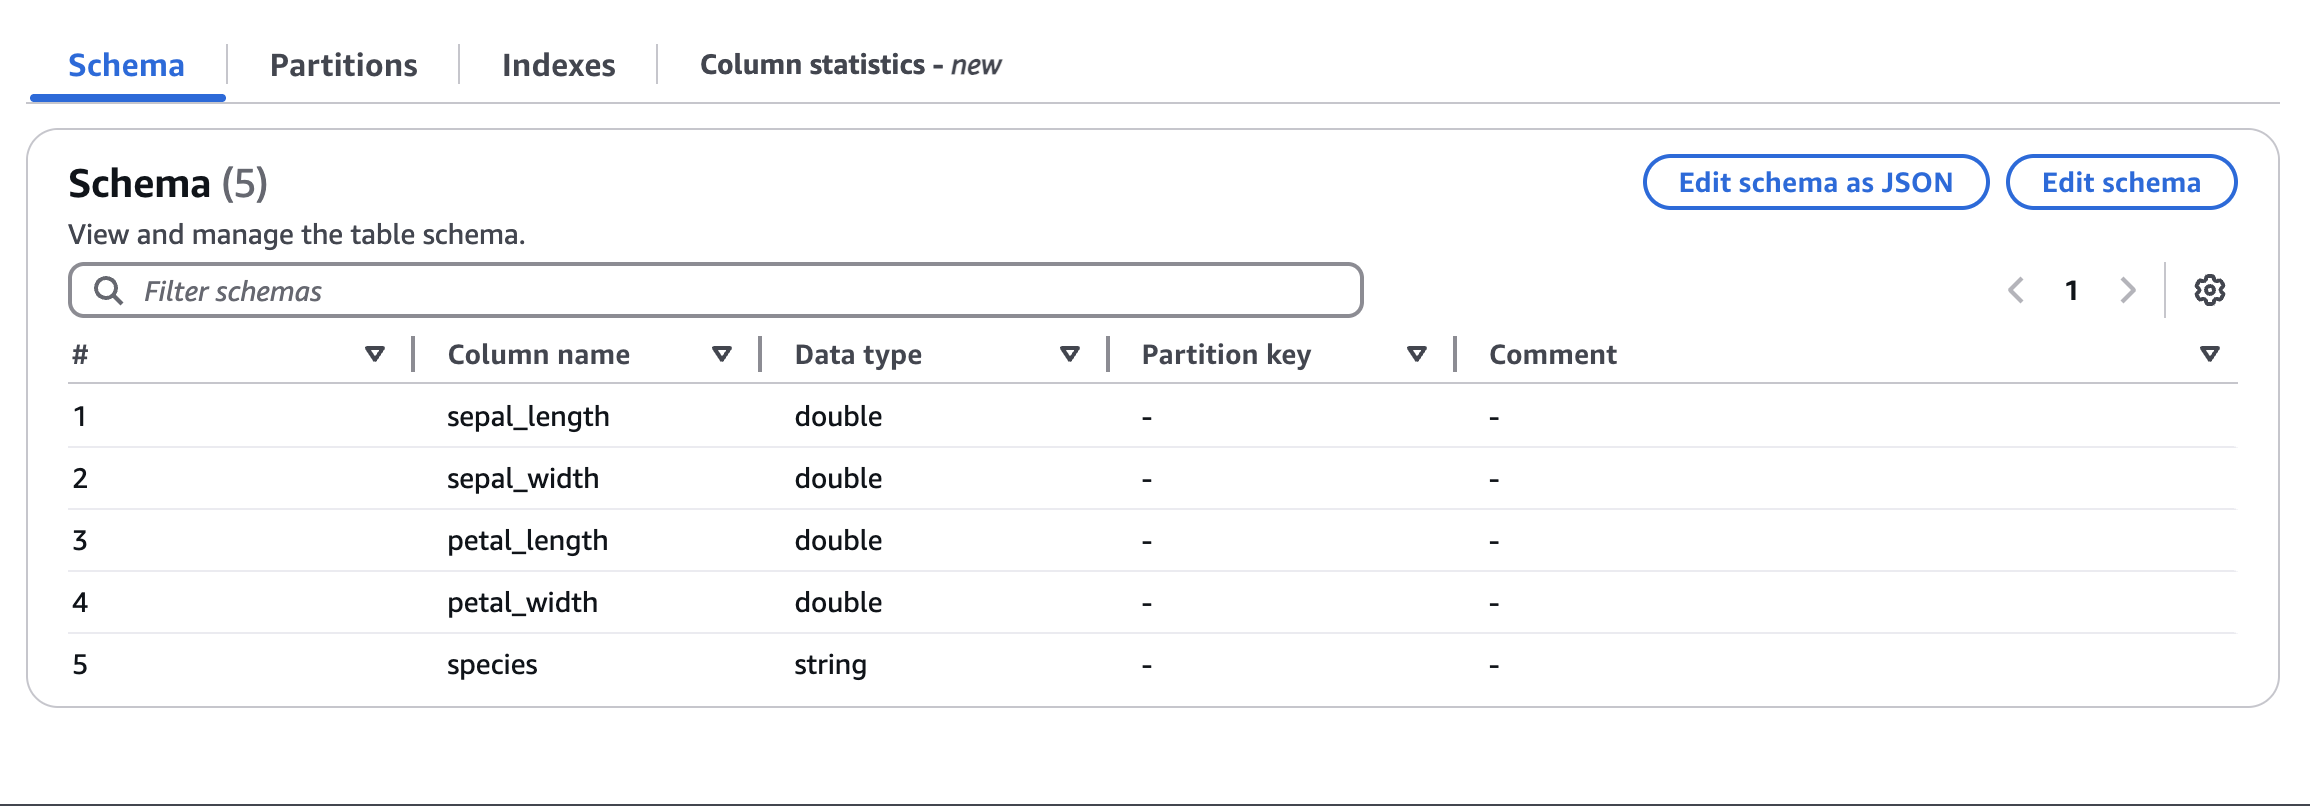 Schema Partitions Indexes Column statistics - new
Schema (5)
Edit schema as JSON Edit schema
View and manage the table schema.
Filter schemas
1
# Column name Data type Partition key Comment
1 sepal_length double - -
2 sepal_width double - -
3 petal_length double - -
4 petal_width double - -
5 species string - -